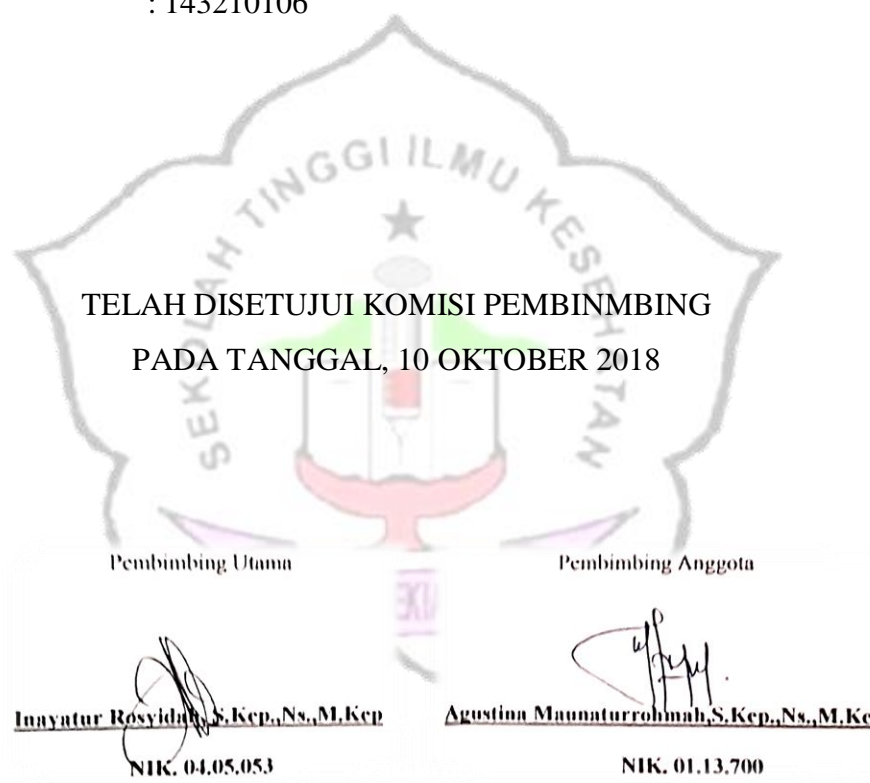 : 143210106
SEKOLAH TINGGI ILMU KESEHATAN
TELAH DISETUJUI KOMISI PEMBINMBING
PADA TANGGAL, 10 OKTOBER 2018
Pembimbing Utama
Pembimbing Anggota
Inayatur Rosyidah, S.Kep.,Ns.,M.Kep
Agustina Maunaturrohmah,S.Kep.,Ns.,M.Ke
NIK. 04.05.053
NIK. 01.13.700